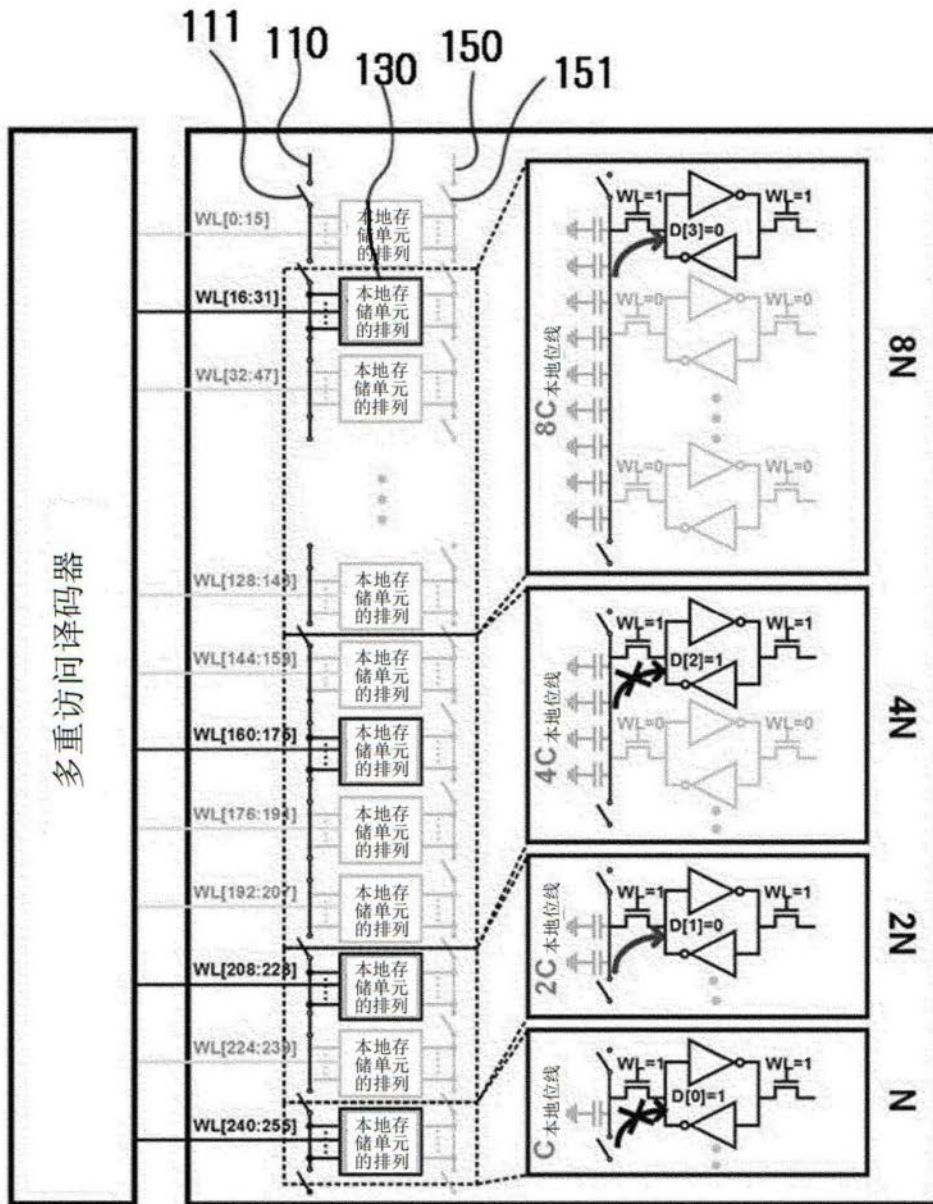 111
110
130
150
151
多重访问译码器
WL[0:15]
本地存
储单元
的排列
WL[16:31]
本地存
储单元
的排列
WL[32:47]
本地存
储单元
的排列
WL[128:143]
本地存
储单元
的排列
WL[144:159]
本地存
储单元
的排列
WL[160:175]
本地存
储单元
的排列
WL[176:191]
本地存
储单元
的排列
WL[192:207]
本地存
储单元
的排列
WL[208:223]
本地存
储单元
的排列
WL[224:239]
本地存
储单元
的排列
WL[240:255]
本地存
储单元
的排列
8C本地位线
WL=1
D[3]=0
WL=1
WL=0
WL=0
WL=0
WL=0
8N
4C本地位线
WL=1
D[2]=1
WL=1
WL=0
WL=0
4N
2C本地位线
WL=1
D[1]=0
WL=1
2N
C本地位线
WL=1
D[0]=1
WL=1
N